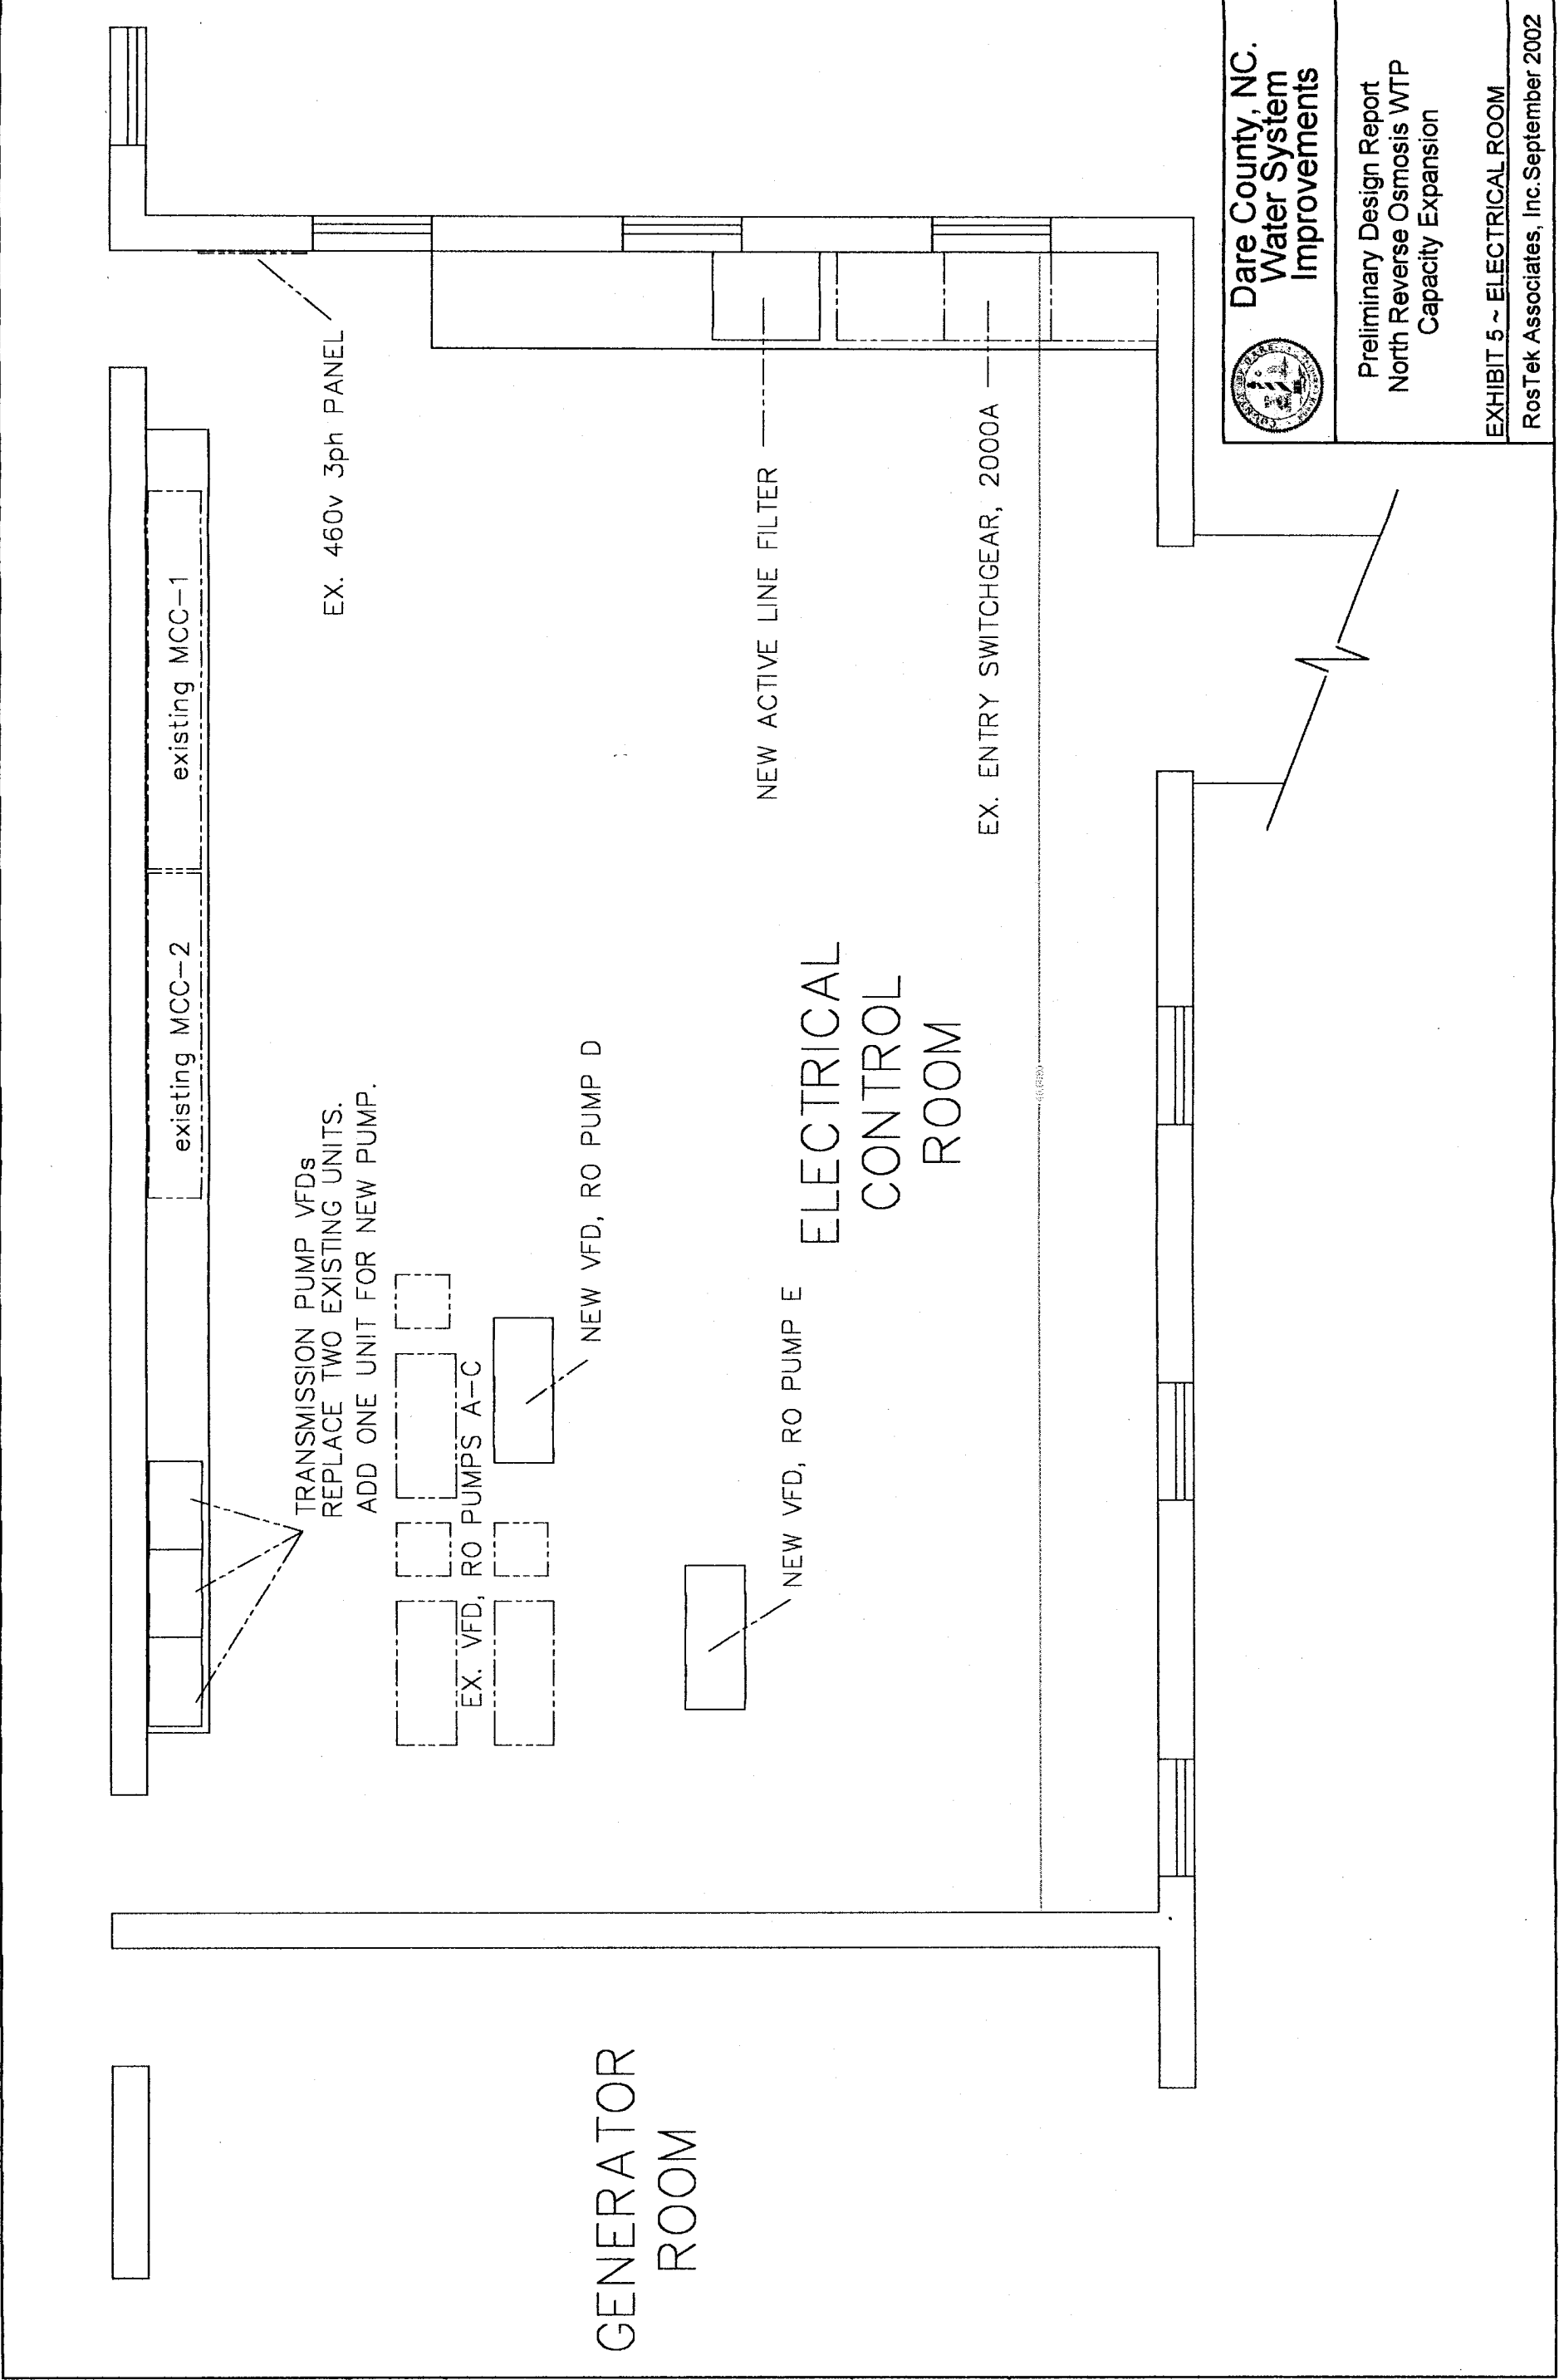 existing MCC-2
existing MCC-1
TRANSMISSION PUMP VFDs
REPLACE TWO EXISTING UNITS.
ADD ONE UNIT FOR NEW PUMP.
EX. 460v 3ph PANEL
EX. VFD, RO PUMPS A-C
NEW VFD, RO PUMP D
NEW VFD, RO PUMP E
NEW ACTIVE LINE FILTER
EX. ENTRY SWITCHGEAR, 2000A
ELECTRICAL
CONTROL
ROOM
GENERATOR
ROOM
Dare County, NC.
Water System
Improvements
Preliminary Design Report
North Reverse Osmosis WTP
Capacity Expansion
EXHIBIT 5 ~ ELECTRICAL ROOM
RosTek Associates, Inc.September 2002